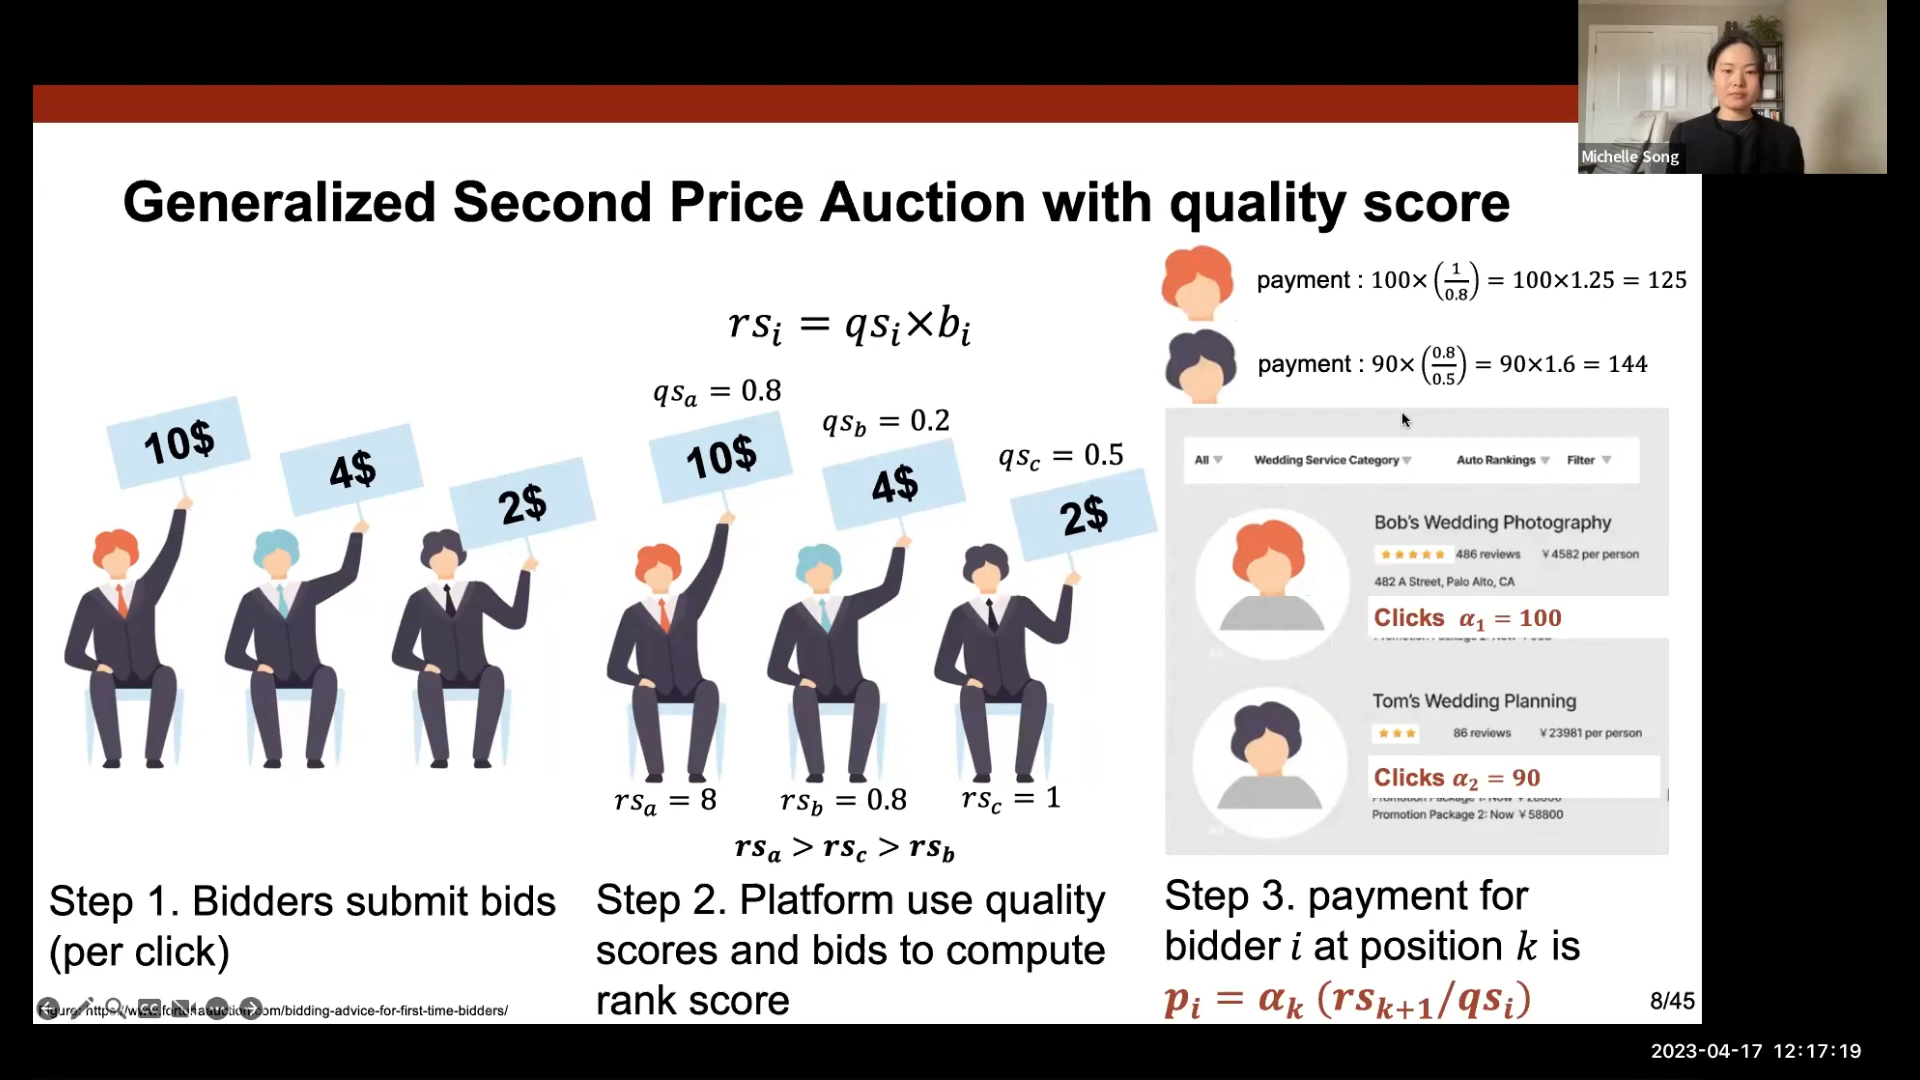 Michelle Song
Generalized Second Price Auction with quality score
payment : 100×(1/0.8) = 100×1.25 = 125
payment : 90×(0.8/0.5) = 90×1.6 = 144
rsᵢ = qsᵢ×bᵢ
10$
4$
2$
qsₐ = 0.8
qs_b = 0.2
qs_c = 0.5
10$
4$
2$
rsₐ = 8
rs_b = 0.8
rs_c = 1
rsₐ > rs_c > rs_b
All
Wedding Service Category
Auto Rankings
Filter
Bob's Wedding Photography
486 reviews ¥4582 per person
482 A Street, Palo Alto, CA
Clicks α₁ = 100
Tom's Wedding Planning
86 reviews ¥23981 per person
Clicks α₂ = 90
Promotion Package 2: Now ¥58800
Step 1. Bidders submit bids
(per click)
Step 2. Platform use quality
scores and bids to compute
rank score
Step 3. payment for
bidder i at position k is
pᵢ = αₖ (rsₖ₊₁/qsᵢ)
CC
auction.com/bidding-advice-for-first-time-bidders/
8/45
2023-04-17 12:17:19